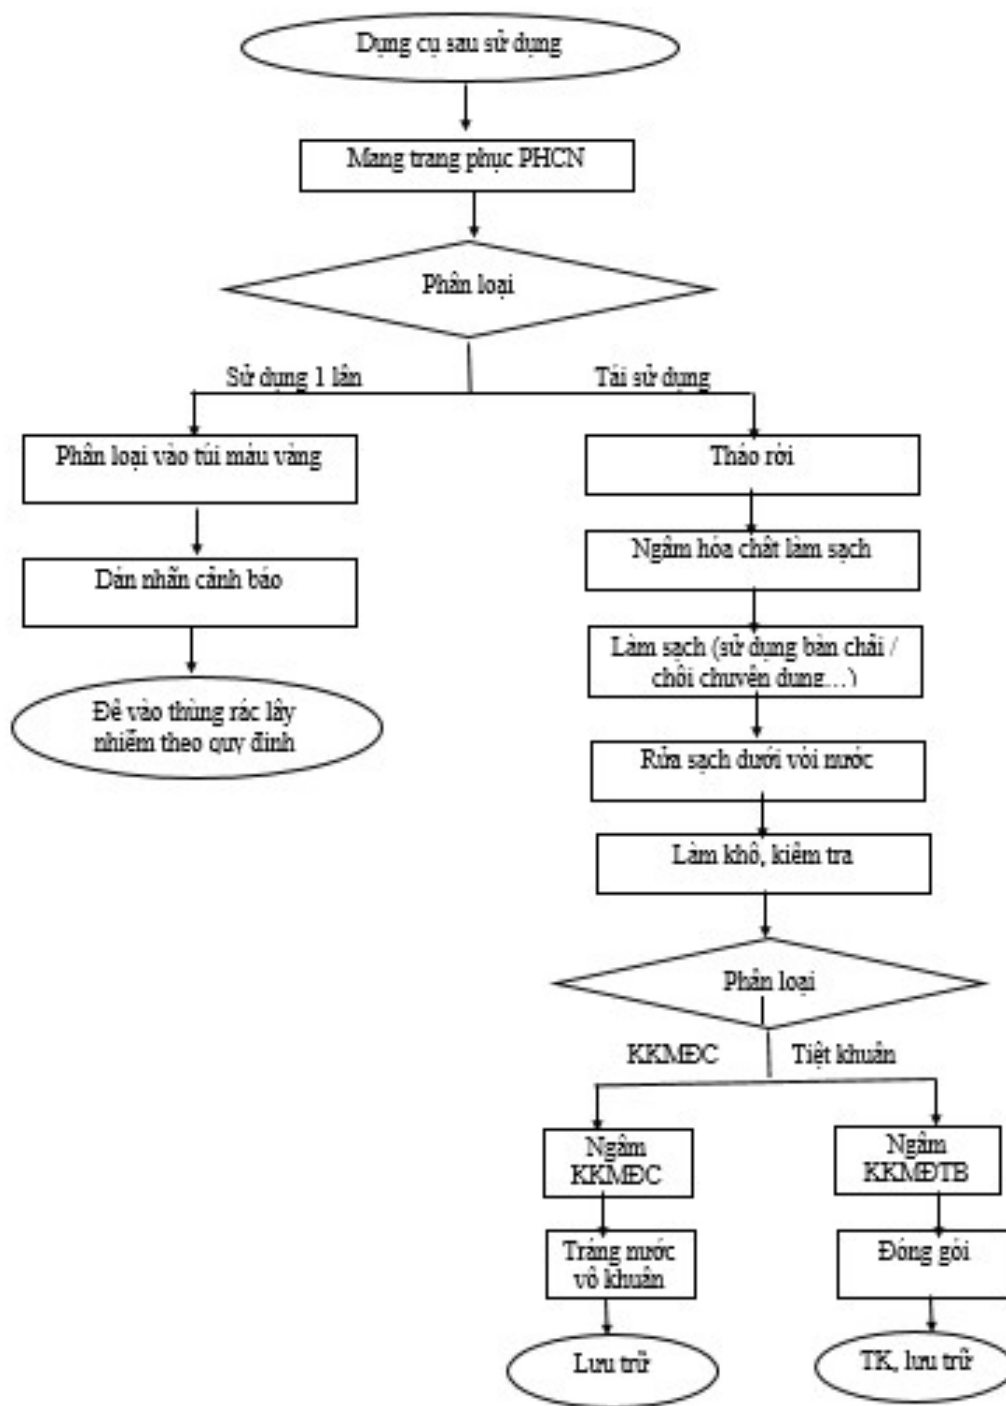 Dụng cụ sau sử dụng
Mang trang phục PHCN
Phân loại
Sử dụng 1 lần
Tái sử dụng
Phân loại vào túi màu vàng
Dán nhãn cảnh báo
Để vào thùng rác lây
nhiễm theo quy định
Tháo rời
Ngâm hóa chất làm sạch
Làm sạch (sử dụng bàn chải /
chổi chuyên dung…)
Rửa sạch dưới vòi nước
Làm khô, kiểm tra
Phân loại
KKMĐC
Tiệt khuẩn
Ngâm
KKMĐC
Tráng nước
vô khuẩn
Lưu trữ
Ngâm
KKMĐTB
Đóng gói
TK, lưu trữ